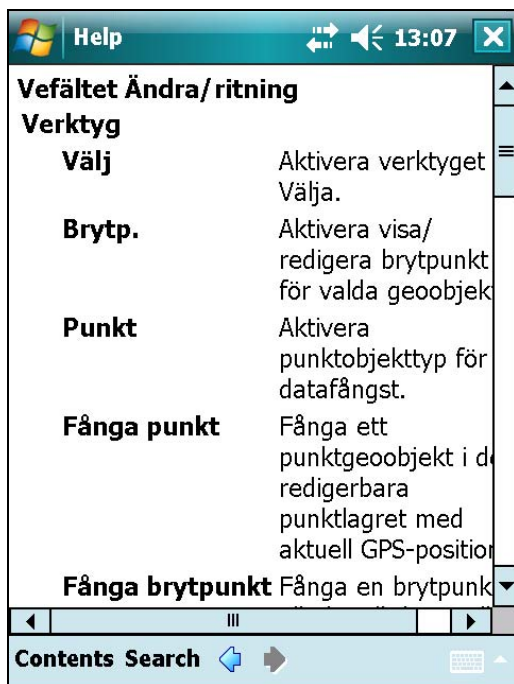 Help 13:07
Vefältet Ändra/ritning
Verktyg
Välj Aktivera verktyget
Välja.
Brytp. Aktivera visa/
redigera brytpunkt
för valda geoobjek
Punkt Aktivera
punktobjekttyp för
datafångst.
Fånga punkt Fånga ett
punktgeoobjekt i de
redigerbara
punktlagret med
aktuell GPS-position
Fånga brytpunkt Fånga en brytpunk
Contents Search